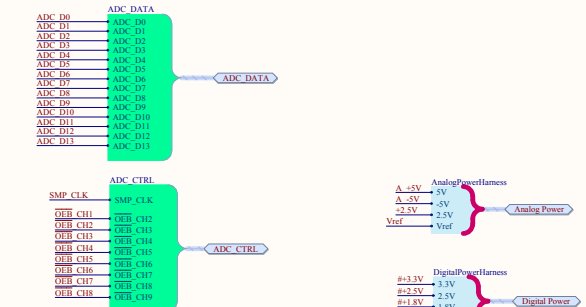 ADC_DATA
ADC_D0 ADC_D0
ADC_D1 ADC_D1
ADC_D2 ADC_D2
ADC_D3 ADC_D3
ADC_D4 ADC_D4
ADC_D5 ADC_D5
ADC_D6 ADC_D6
ADC_D7 ADC_D7
ADC_D8 ADC_D8
ADC_D9 ADC_D9
ADC_D10 ADC_D10
ADC_D11 ADC_D11
ADC_D12 ADC_D12
ADC_D13 ADC_D13
ADC_DATA
ADC_CTRL
SMP_CLK SMP_CLK
OEB_CH1 OEB_CH2
OEB_CH2 OEB_CH3
OEB_CH3 OEB_CH4
OEB_CH4 OEB_CH5
OEB_CH5 OEB_CH6
OEB_CH6 OEB_CH7
OEB_CH7 OEB_CH8
OEB_CH8 OEB_CH9
ADC_CTRL
AnalogPowerHarness
A_+5V 5V
A_-5V -5V
+2.5V 2.5V
Vref Vref
Analog Power
DigitalPowerHarness
#+3.3V 3.3V
#+2.5V 2.5V
#+1.8V 1.8V
Digital Power